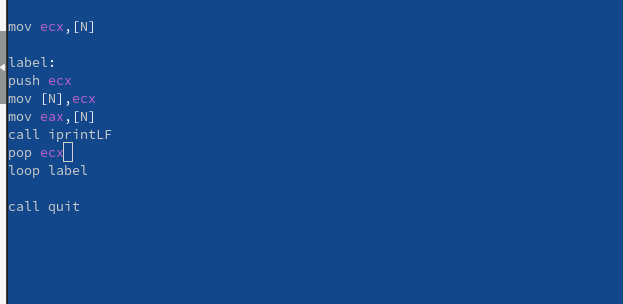 mov ecx,[N]
label:
push ecx
mov [N],ecx
mov eax,[N]
call iprintLF
pop ecx
loop label
call quit